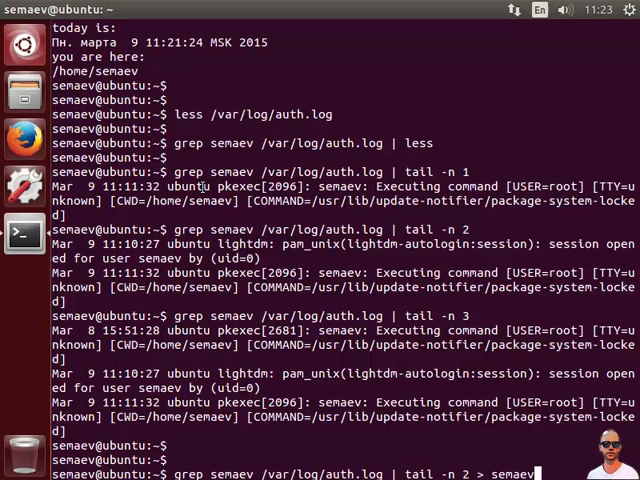 semaev@ubuntu: ~
En
11:23
today is:
Пн. марта  9 11:21:24 MSK 2015
you are here:
/home/semaev
semaev@ubuntu:~$
semaev@ubuntu:~$
semaev@ubuntu:~$ less /var/log/auth.log
semaev@ubuntu:~$
semaev@ubuntu:~$ grep semaev /var/log/auth.log | less
semaev@ubuntu:~$
semaev@ubuntu:~$ grep semaev /var/log/auth.log | tail -n 1
Mar  9 11:11:32 ubuntu pkexec[2096]: semaev: Executing command [USER=root] [TTY=u
nknown] [CWD=/home/semaev] [COMMAND=/usr/lib/update-notifier/package-system-locke
d]
semaev@ubuntu:~$ grep semaev /var/log/auth.log | tail -n 2
Mar  9 11:10:27 ubuntu lightdm: pam_unix(lightdm-autologin:session): session open
ed for user semaev by (uid=0)
Mar  9 11:11:32 ubuntu pkexec[2096]: semaev: Executing command [USER=root] [TTY=u
nknown] [CWD=/home/semaev] [COMMAND=/usr/lib/update-notifier/package-system-locke
d]
semaev@ubuntu:~$ grep semaev /var/log/auth.log | tail -n 3
Mar  8 15:51:28 ubuntu pkexec[2681]: semaev: Executing command [USER=root] [TTY=u
nknown] [CWD=/home/semaev] [COMMAND=/usr/lib/update-notifier/package-system-locke
d]
Mar  9 11:10:27 ubuntu lightdm: pam_unix(lightdm-autologin:session): session open
ed for user semaev by (uid=0)
Mar  9 11:11:32 ubuntu pkexec[2096]: semaev: Executing command [USER=root] [TTY=u
nknown] [CWD=/home/semaev] [COMMAND=/usr/lib/update-notifier/package-system-locke
d]
semaev@ubuntu:~$
semaev@ubuntu:~$
semaev@ubuntu:~$ grep semaev /var/log/auth.log | tail -n 2 > semaev